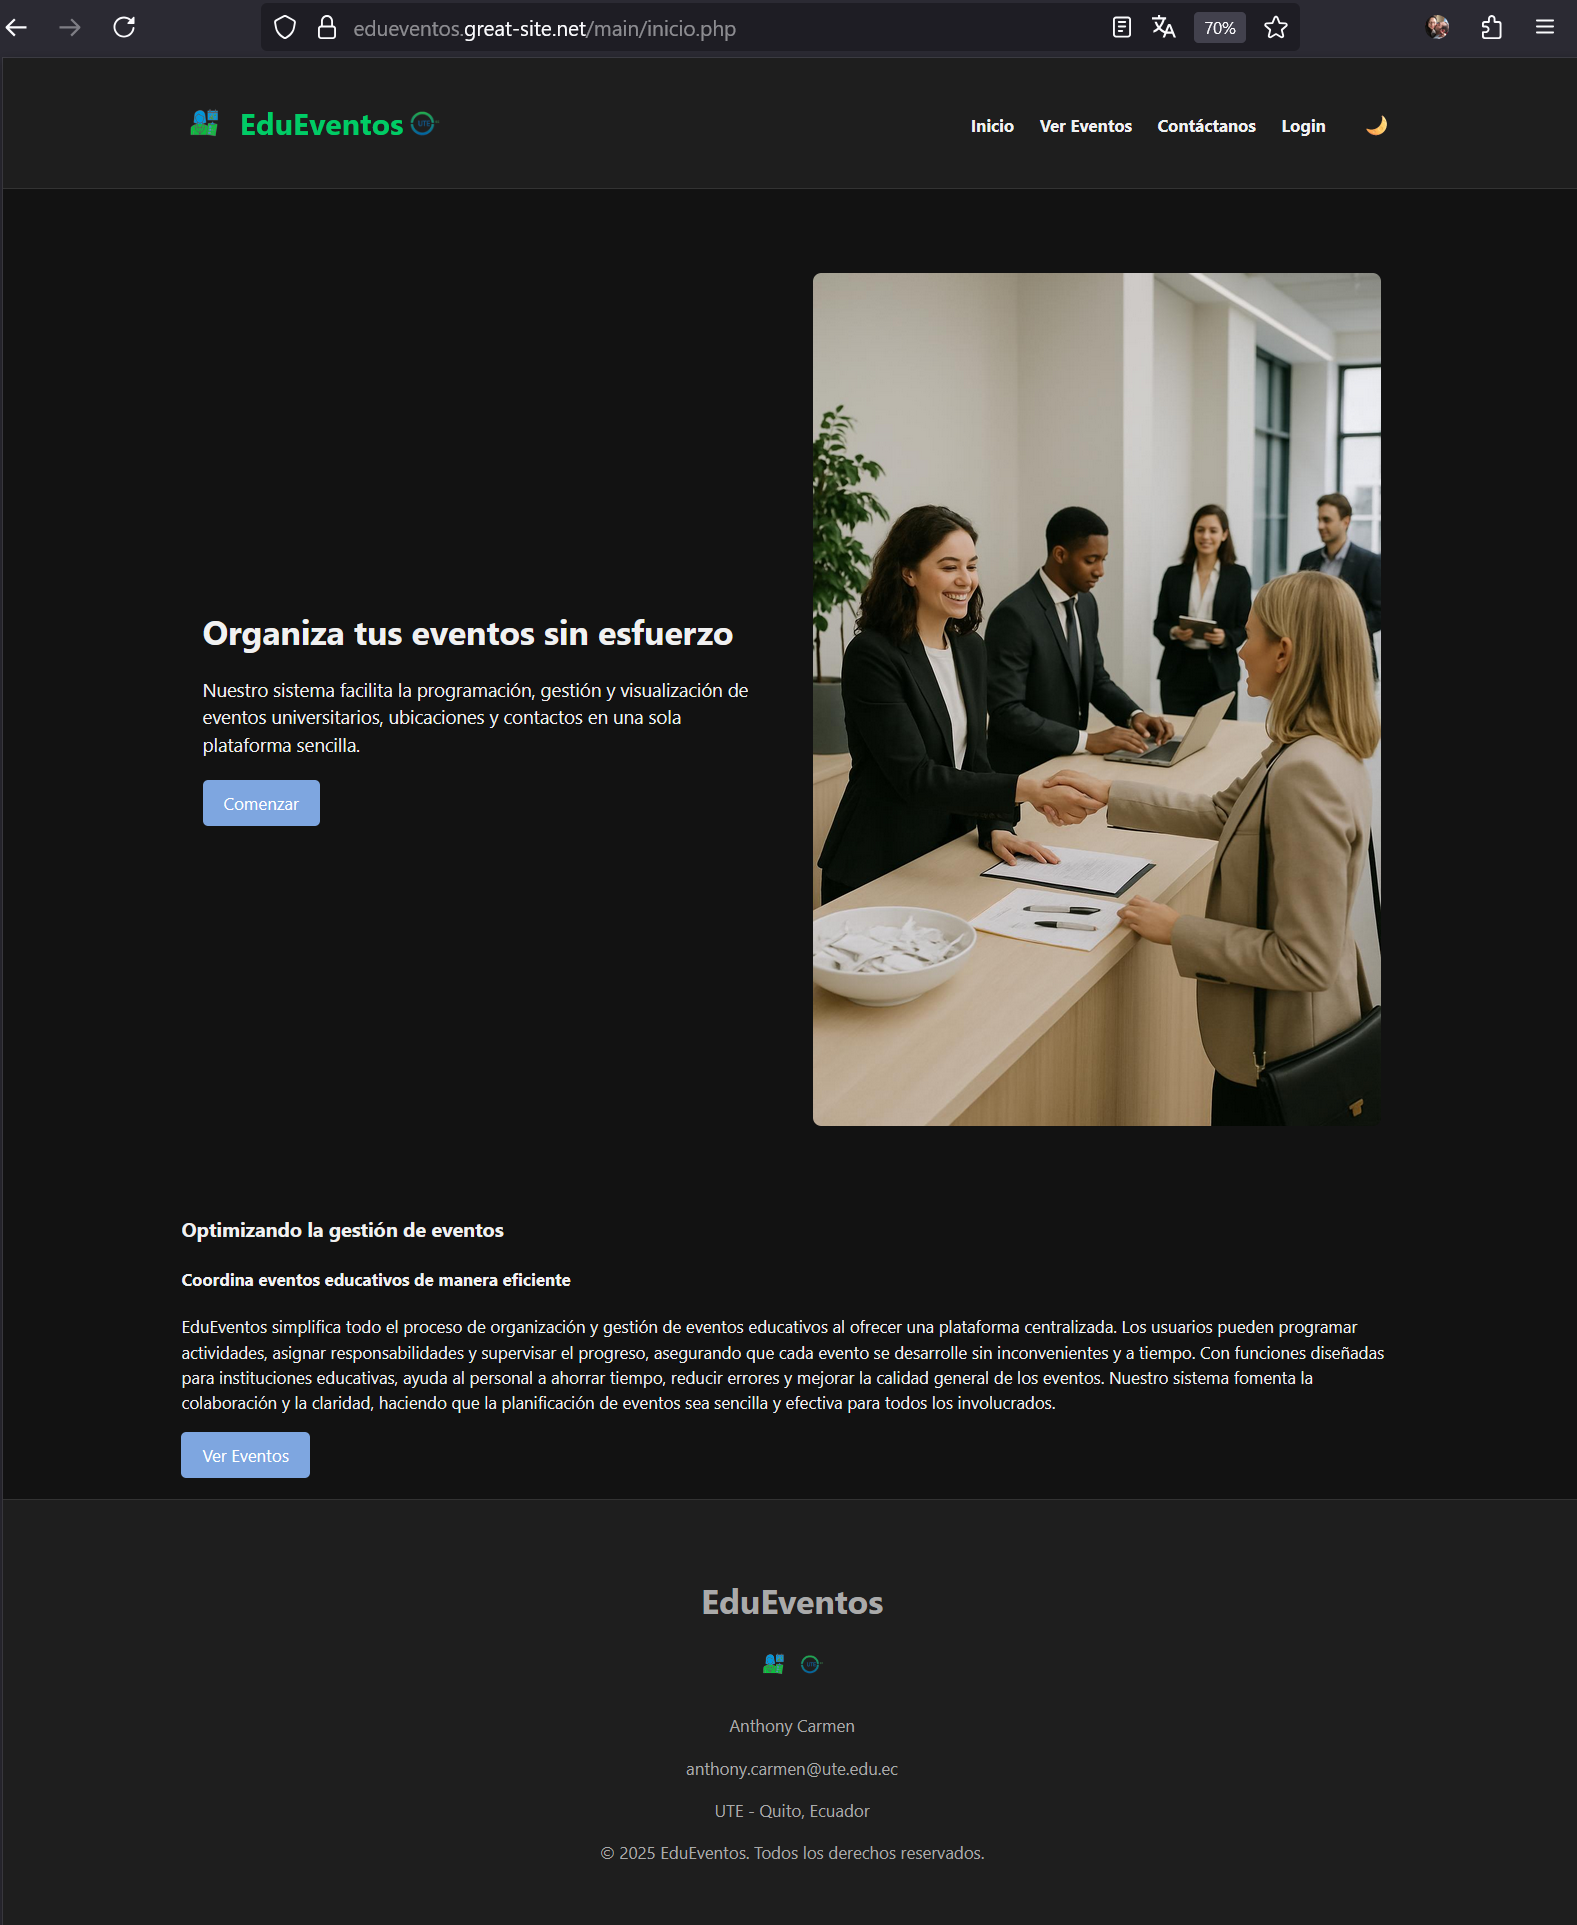 edueventos.great-site.net/main/inicio.php
70%
EduEventos
UTE
Inicio
Ver Eventos
Contáctanos
Login
Organiza tus eventos sin esfuerzo
Nuestro sistema facilita la programación, gestión y visualización de
eventos universitarios, ubicaciones y contactos en una sola
plataforma sencilla.
Comenzar
Optimizando la gestión de eventos
Coordina eventos educativos de manera eficiente
EduEventos simplifica todo el proceso de organización y gestión de eventos educativos al ofrecer una plataforma centralizada. Los usuarios pueden programar
actividades, asignar responsabilidades y supervisar el progreso, asegurando que cada evento se desarrolle sin inconvenientes y a tiempo. Con funciones diseñadas
para instituciones educativas, ayuda al personal a ahorrar tiempo, reducir errores y mejorar la calidad general de los eventos. Nuestro sistema fomenta la
colaboración y la claridad, haciendo que la planificación de eventos sea sencilla y efectiva para todos los involucrados.
Ver Eventos
EduEventos
UTE
Anthony Carmen
anthony.carmen@ute.edu.ec
UTE - Quito, Ecuador
© 2025 EduEventos. Todos los derechos reservados.